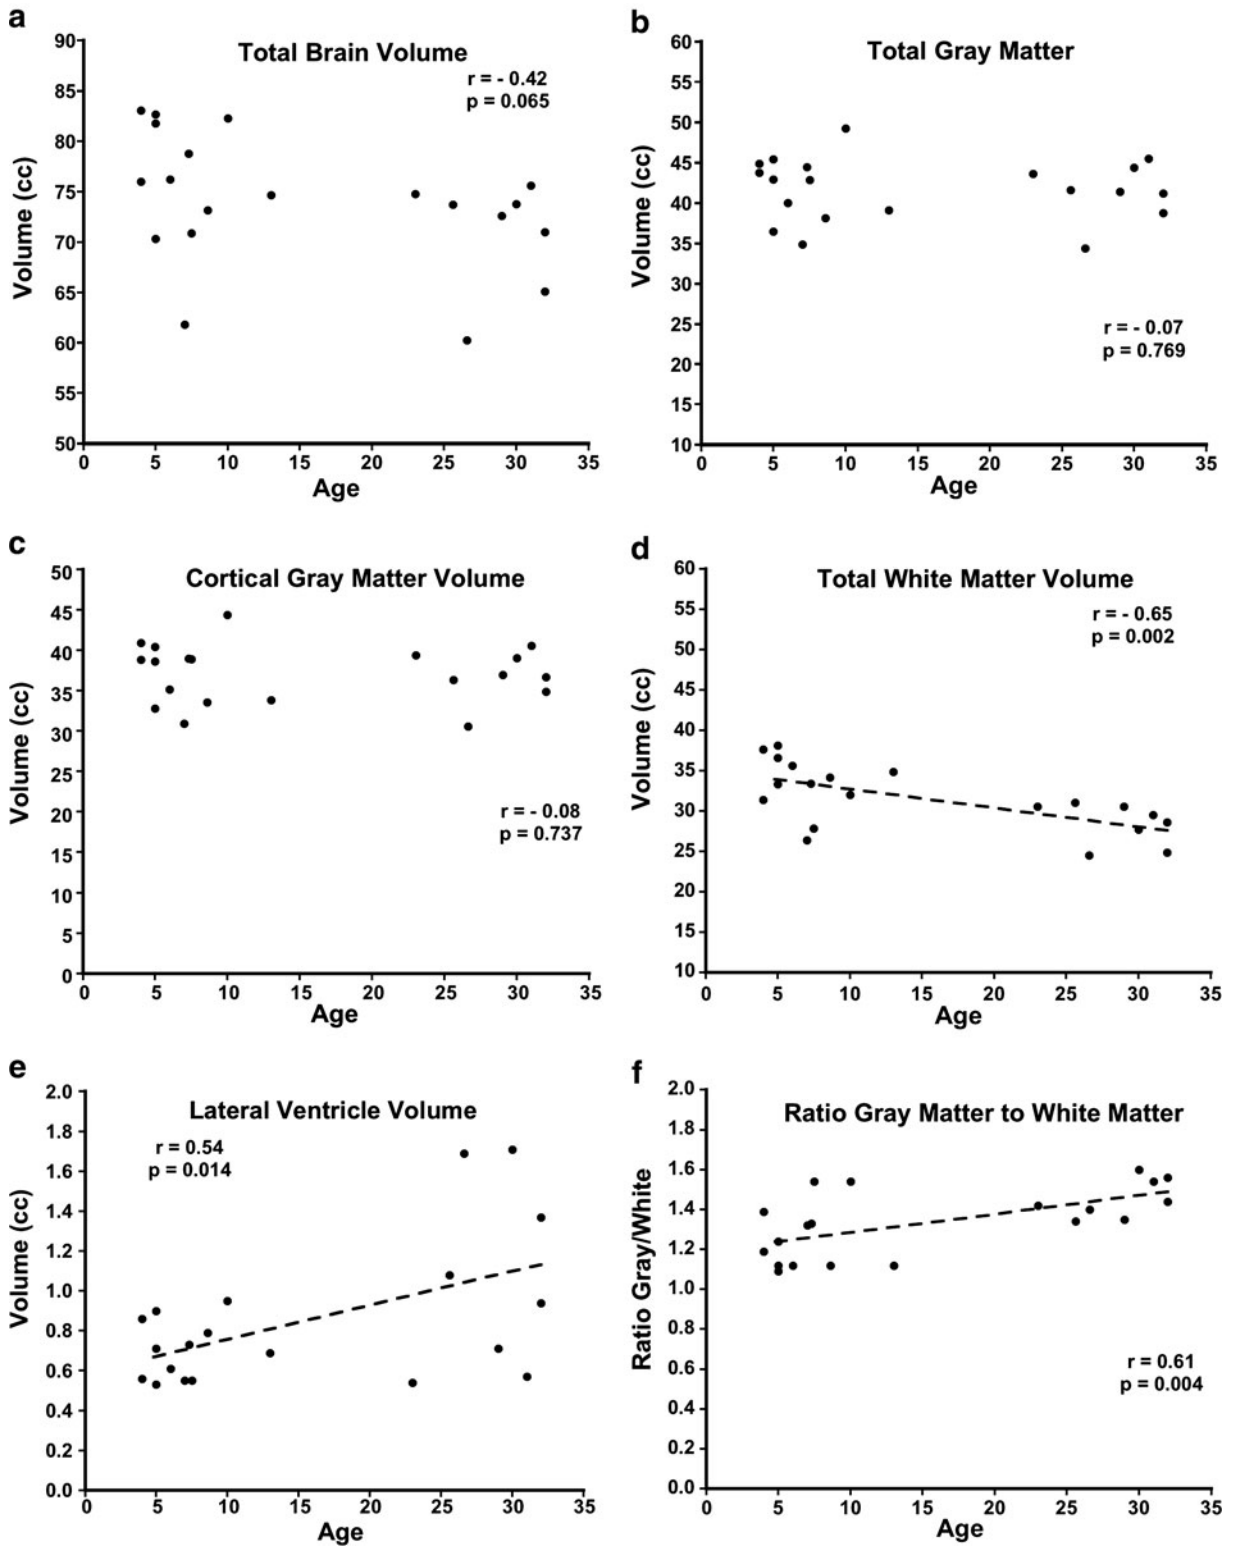 a
Total Brain Volume
r = - 0.42
p = 0.065
90
85
80
75
70
65
60
55
50
Volume (cc)
0 5 10 15 20 25 30 35
Age
b
Total Gray Matter
60
55
50
45
40
35
30
25
20
15
10
Volume (cc)
r = - 0.07
p = 0.769
0 5 10 15 20 25 30 35
Age
c
Cortical Gray Matter Volume
50
45
40
35
30
25
20
15
10
5
0
Volume (cc)
r = - 0.08
p = 0.737
0 5 10 15 20 25 30 35
Age
d
Total White Matter Volume
r = - 0.65
p = 0.002
60
55
50
45
40
35
30
25
20
15
10
Volume (cc)
0 5 10 15 20 25 30 35
Age
e
Lateral Ventricle Volume
r = 0.54
p = 0.014
2.0
1.8
1.6
1.4
1.2
1.0
0.8
0.6
0.4
0.2
0.0
Volume (cc)
0 5 10 15 20 25 30 35
Age
f
Ratio Gray Matter to White Matter
2.0
1.8
1.6
1.4
1.2
1.0
0.8
0.6
0.4
0.2
0.0
Ratio Gray/White
r = 0.61
p = 0.004
0 5 10 15 20 25 30 35
Age